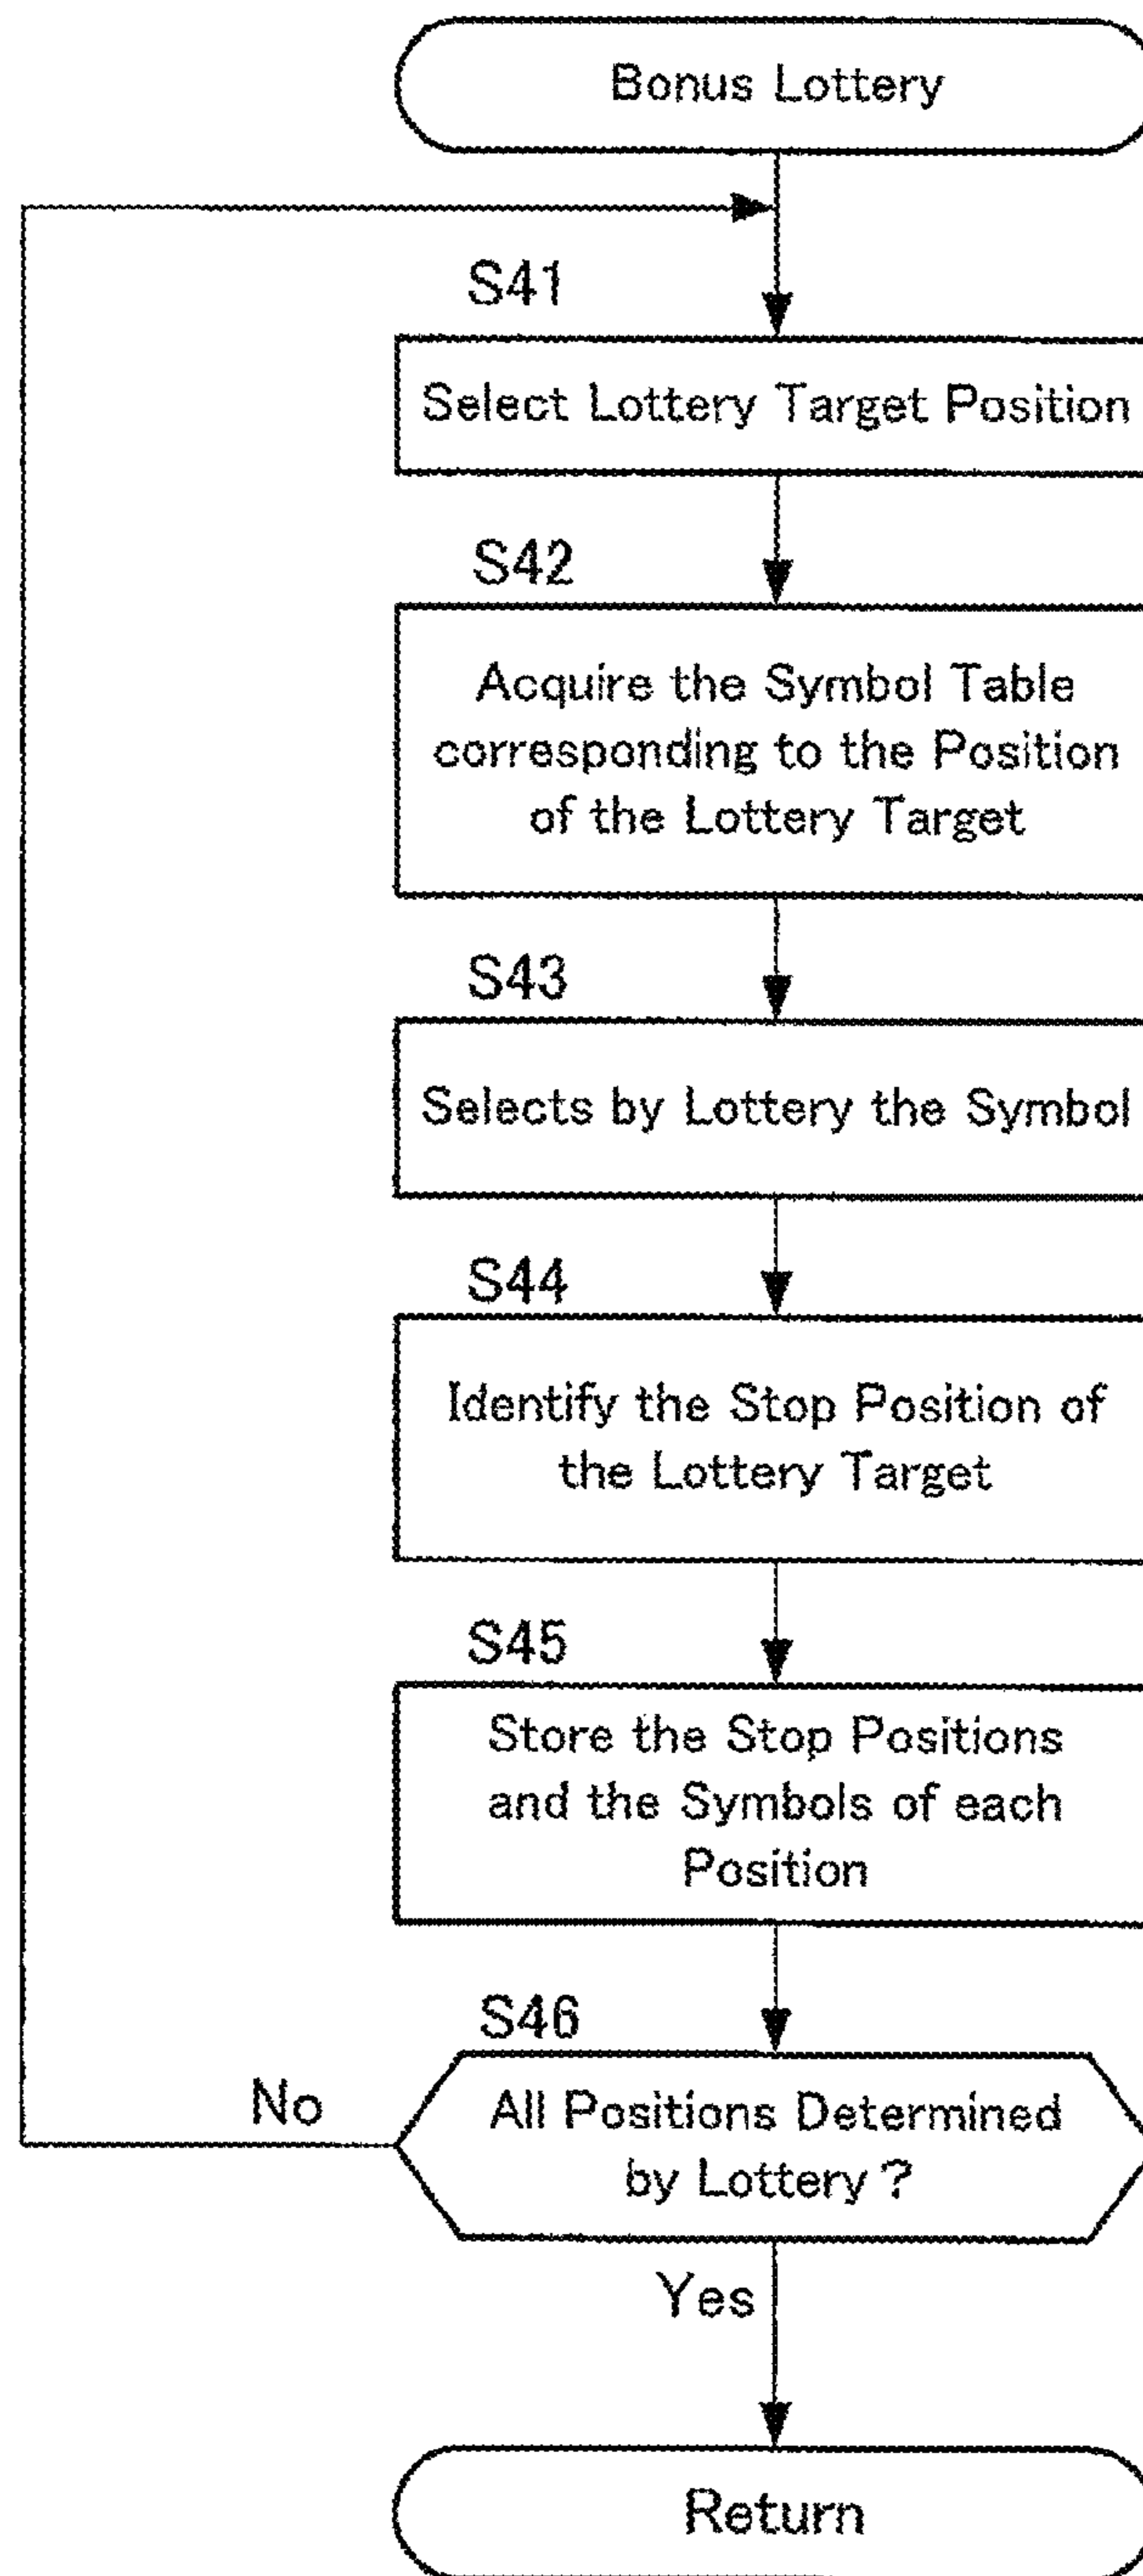 Bonus Lottery
S41
Select Lottery Target Position
S42
Acquire the Symbol Table
corresponding to the Position
of the Lottery Target
S43
Selects by Lottery the Symbol
S44
Identify the Stop Position of
the Lottery Target
S45
Store the Stop Positions
and the Symbols of each
Position
S46
No
All Positions Determined
by Lottery ?
Yes
Return